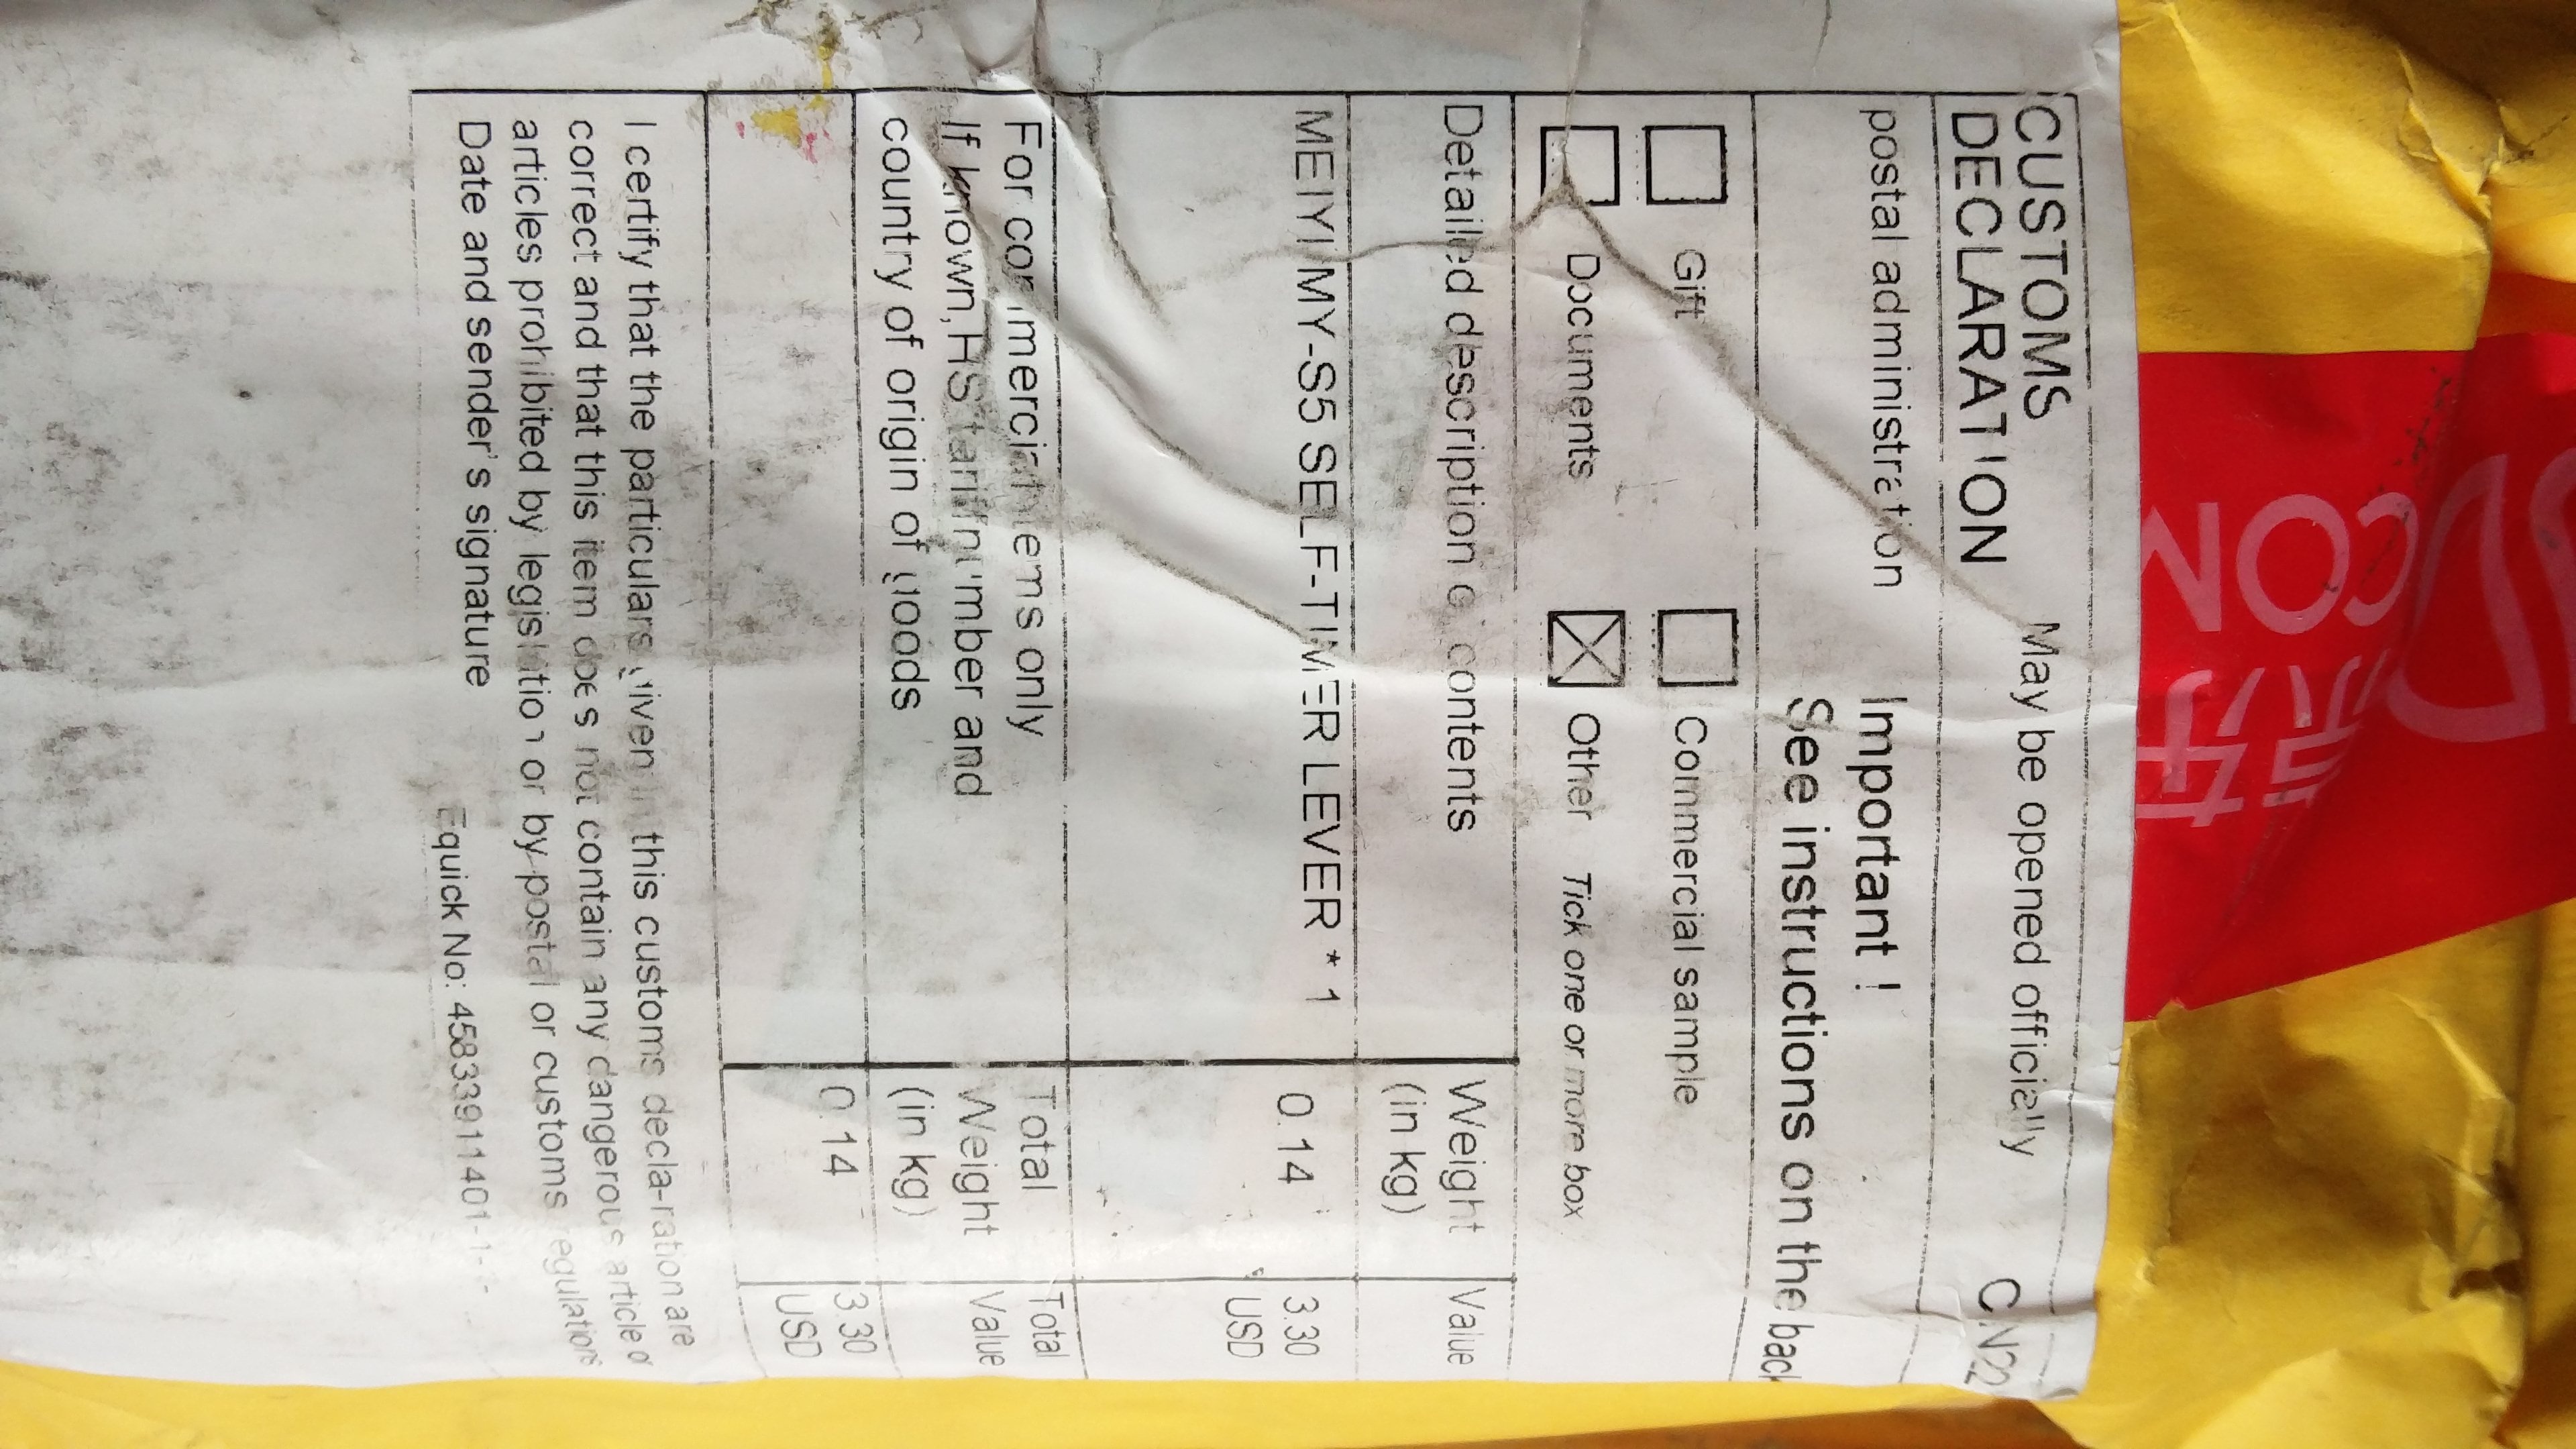 CUSTOMS
DECLARATION
May be opened officially
CN22
postal administration
Important !
See instructions on the back
Gift
Commercial sample
Documents
Other
Tick one or more box
Detailed description of contents
Weight
(in kg)
Value
MEIYI MY-S5 SELF-TIMER LEVER * 1
0.14
3.30
USD
For commercial items only
If known, HS tariff number and
country of origin of goods
Total
Weight
(in kg)
Total
Value
0.14
3.30
USD
I certify that the particulars given in this customs decla-ration are
correct and that this item does not contain any dangerous article or
articles prohibited by legislation or by postal or customs regulations
Date and sender's signature
Equick No: 45833911401-1-
CON